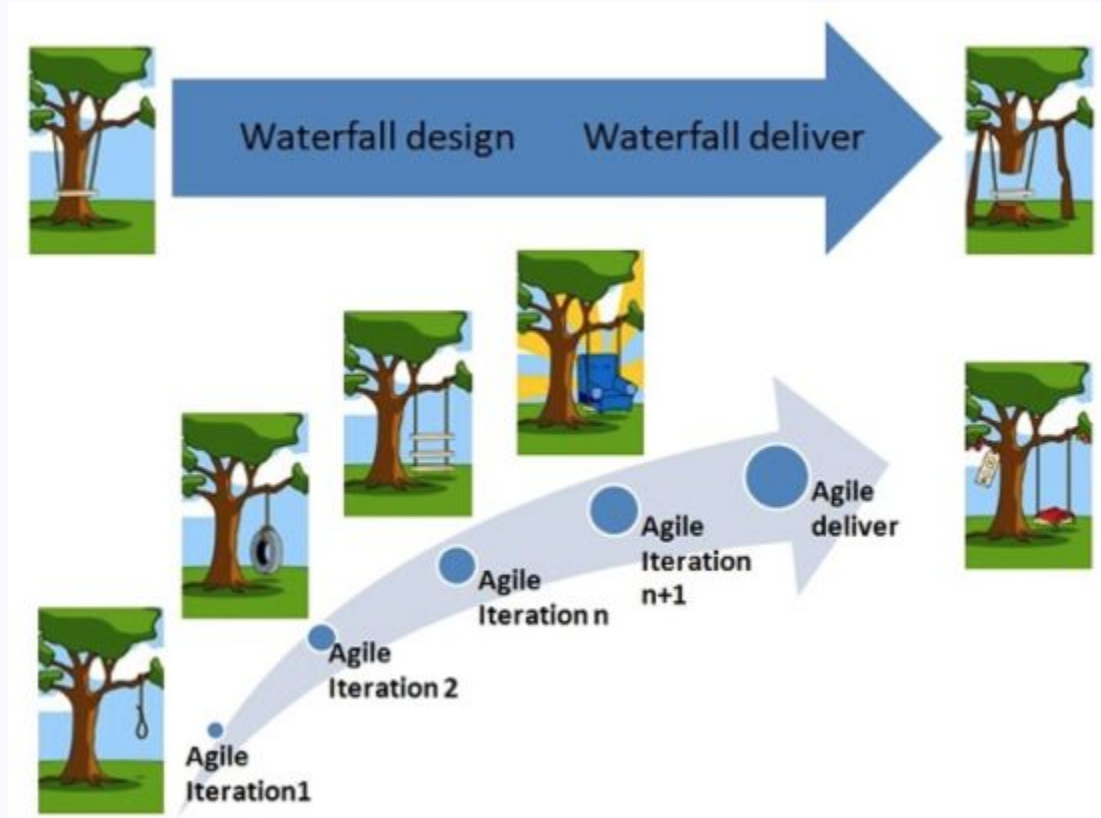 Waterfall design Waterfall deliver
Agile
deliver
Agile
Iteration
n+1
Agile
Iteration n
Agile
Iteration 2
Agile
Iteration1